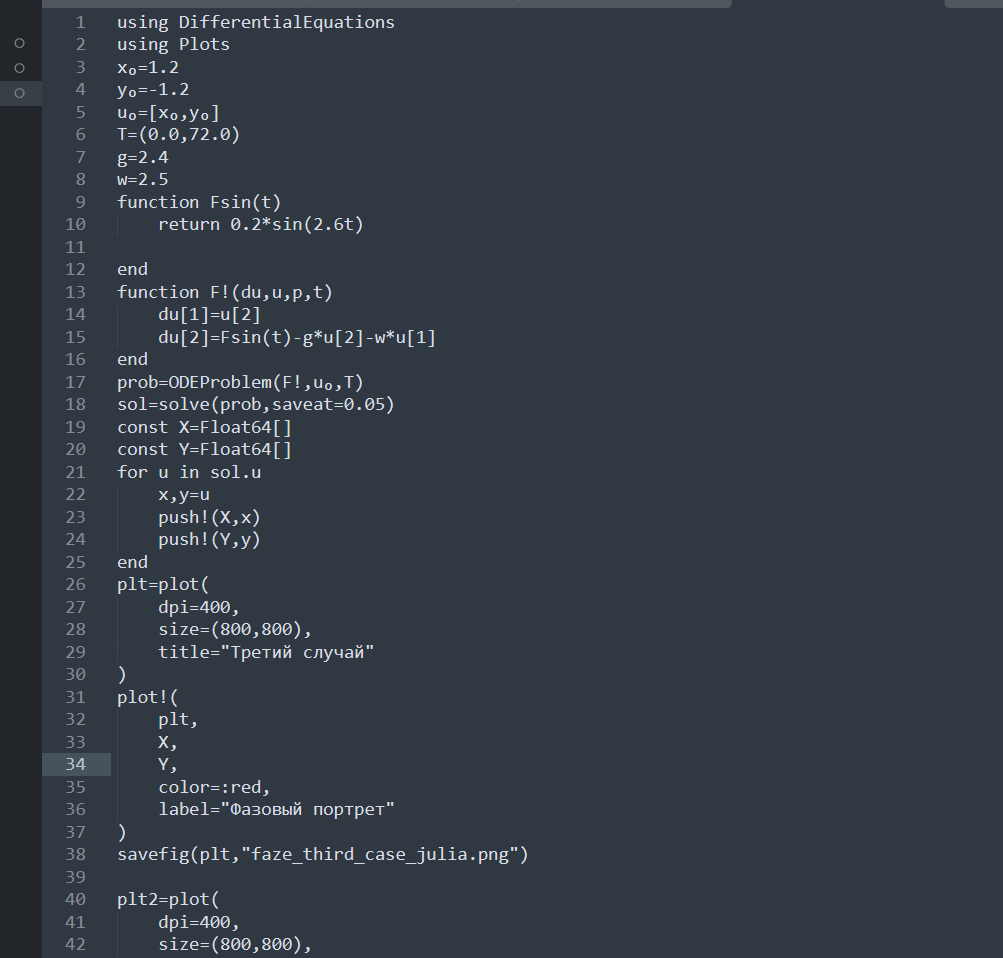 1 using DifferentialEquations
2 using Plots
3 x₀=1.2
4 y₀=-1.2
5 u₀=[x₀,y₀]
6 T=(0.0,72.0)
7 g=2.4
8 w=2.5
9 function Fsin(t)
10     return 0.2*sin(2.6t)
11
12 end
13 function F!(du,u,p,t)
14     du[1]=u[2]
15     du[2]=Fsin(t)-g*u[2]-w*u[1]
16 end
17 prob=ODEProblem(F!,u₀,T)
18 sol=solve(prob,saveat=0.05)
19 const X=Float64[]
20 const Y=Float64[]
21 for u in sol.u
22     x,y=u
23     push!(X,x)
24     push!(Y,y)
25 end
26 plt=plot(
27     dpi=400,
28     size=(800,800),
29     title="Третий случай"
30 )
31 plot!(
32     plt,
33     X,
34     Y,
35     color=:red,
36     label="Фазовый портрет"
37 )
38 savefig(plt,"faze_third_case_julia.png")
39
40 plt2=plot(
41     dpi=400,
42     size=(800,800),